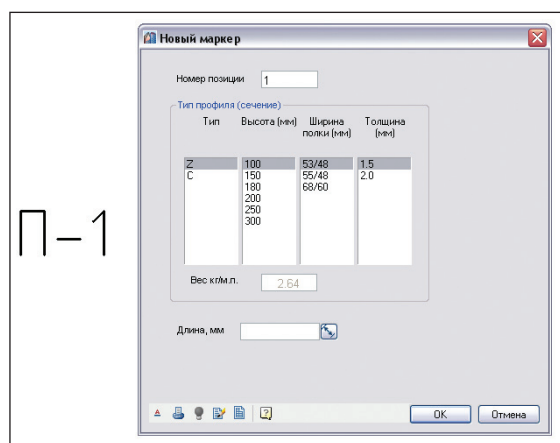 Новый маркер
Номер позиции 1
Тип профиля (сечение)
Тип Высота (мм) Ширина полки (мм) Толщина (мм)
Z 100 53/48 1.5
C 150 55/48 2.0
180 68/60
200
250
300
П-1
Вес кг/м.п. 2.64
Длина, мм
OK Отмена